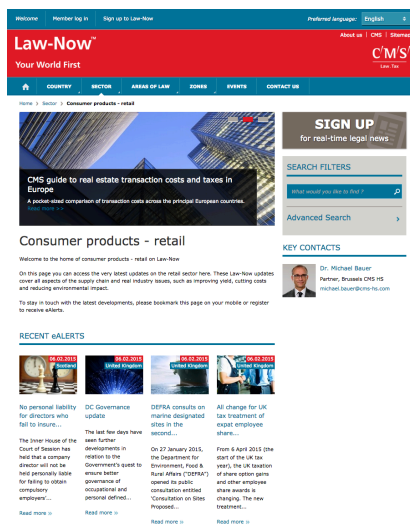 Welcome Member log in Sign up to Law-Now Preferred language: English
About us | CMS | Sitemap
Law-Now™
Your World First
C'M'S'
Law . Tax
COUNTRY SECTOR AREAS OF LAW ZONES EVENTS CONTACT US
Home > Sector > Consumer products - retail
CMS guide to real estate transaction costs and taxes in
Europe
A pocket-sized comparison of transaction costs across the principal European countries.
Read more >>
SIGN UP
for real-time legal news
SEARCH FILTERS
What would you like to find ?
Advanced Search
KEY CONTACTS
Dr. Michael Bauer
Partner, Brussels CMS HS
michael.bauer@cms-hs.com
Consumer products - retail
Welcome to the home of consumer products - retail on Law-Now
On this page you can access the very latest updates on the retail sector here. These Law-Now updates
cover all aspects of the supply chain and real industry issues, such as improving yield, cutting costs
and reducing environmental impact.
To stay in touch with the latest developments, please bookmark this page on your mobile or register
to receive eAlerts.
RECENT eALERTS
06.02.2015
Scotland
No personal liability
for directors who
fail to insure...
The Inner House of the
Court of Session has
held that a company
director will not be
held personally liable
for failing to obtain
compulsory
employers'...
Read more »
06.02.2015
United Kingdom
DC Governance
update
The last few days have
seen further
developments in
relation to the
Government's quest to
ensure better
governance of
occupational and
personal defined...
Read more »
06.02.2015
United Kingdom
DEFRA consults on
marine designated
sites in the
second...
On 27 January 2015,
the Department for
Environment, Food &
Rural Affairs ("DEFRA")
opened its public
consultation entitled
'Consultation on Sites
Proposed...
Read more »
06.02.2015
United Kingdom
All change for UK
tax treatment of
expat employee
share...
From 6 April 2015 (the
start of the UK tax
year), the UK taxation
of share option gains
and other employee
share awards is
changing. The new
treatment...
Read more »